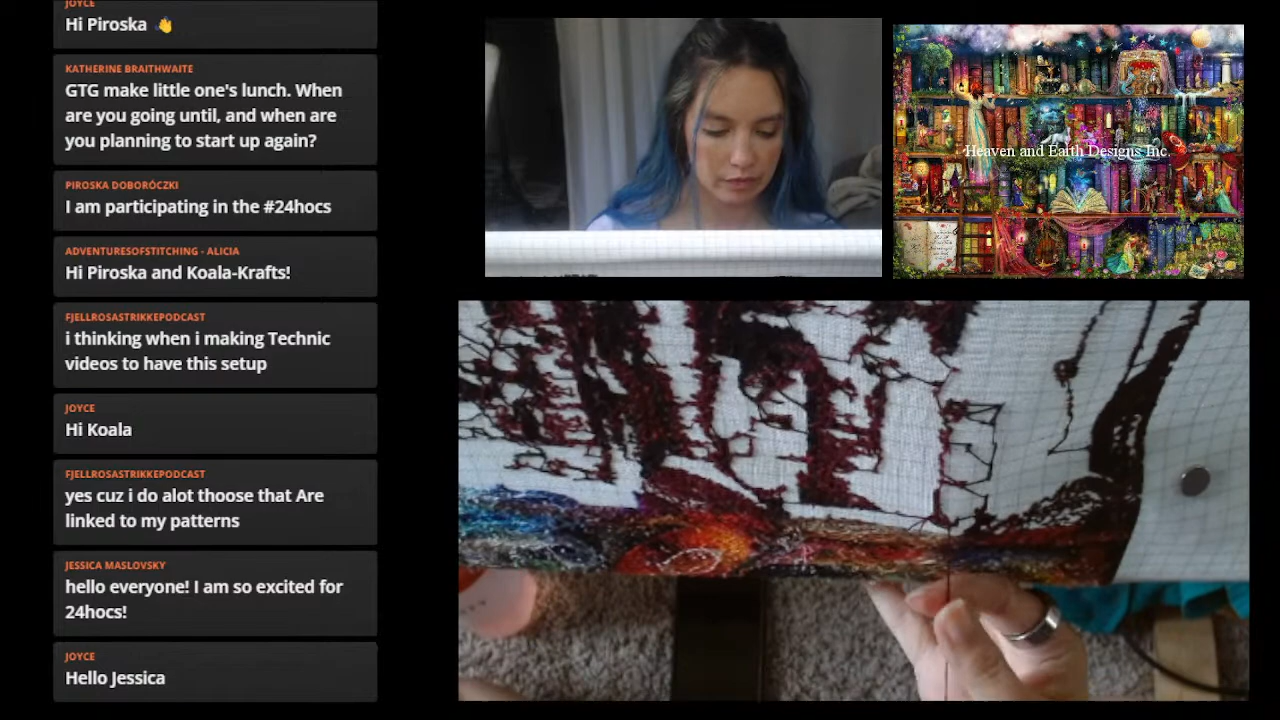 JOYCE
Hi Piroska 👋
KATHERINE BRAITHWAITE
GTG make little one's lunch. When
are you going until, and when are
you planning to start up again?
PIROSKA DOBORÓCZKI
I am participating in the #24hocs
ADVENTURESOFSTITCHING - ALICIA
Hi Piroska and Koala-Krafts!
FJELLROSASTRIKKEPODCAST
i thinking when i making Technic
videos to have this setup
JOYCE
Hi Koala
FJELLROSASTRIKKEPODCAST
yes cuz i do alot thoose that Are
linked to my patterns
JESSICA MASLOVSKY
hello everyone! I am so excited for
24hocs!
JOYCE
Hello Jessica
Heaven and Earth Designs Inc